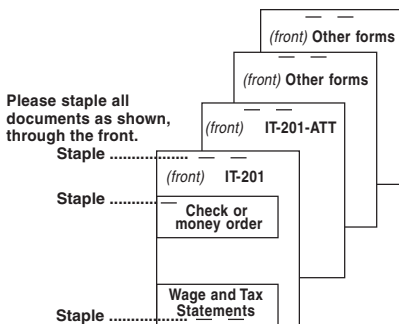 (front) Other forms
(front) Other forms
Please staple all
documents as shown,
through the front.
(front) IT-201-ATT
Staple ..................
(front) IT-201
Staple ...........
Check or
money order
Wage and Tax
Statements
Staple ..................